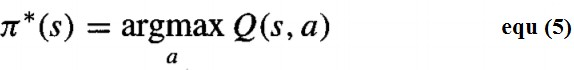 π*(s) = argmax Q(s, a) equ (5)
a